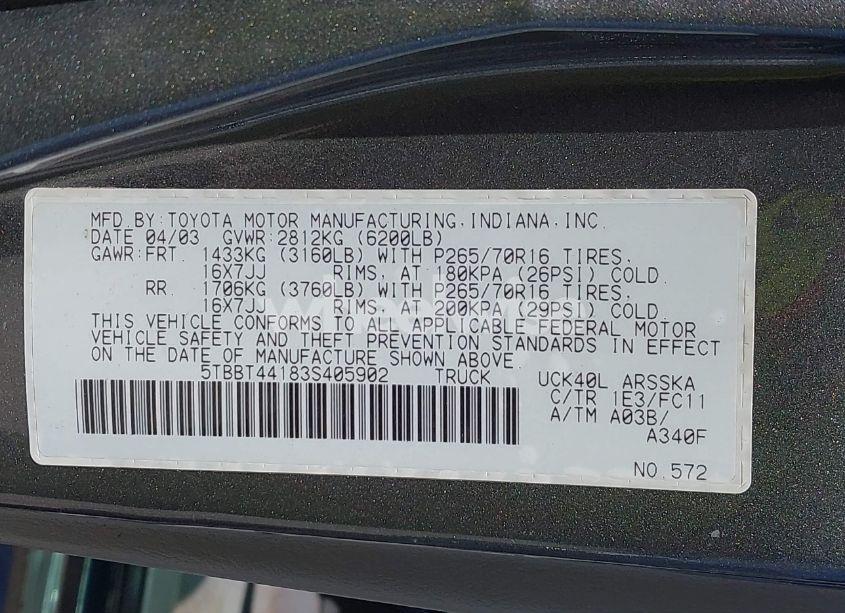 MFD.BY:TOYOTA MOTOR MANUFACTURING.INDIANA.INC.
DATE 04/03 GVWR:2812KG (6200LB)
GAWR:FRT. 1433KG (3160LB) WITH P265/70R16 TIRES.
16X7JJ RIMS, AT 180KPA (26PSI) COLD.
RR. 1706KG (3760LB) WITH P265/70R16 TIRES.
16X7JJ RIMS, AT 200KPA (29PSI) COLD.
THIS VEHICLE CONFORMS TO ALL APPLICABLE FEDERAL MOTOR
VEHICLE SAFETY AND THEFT PREVENTION STANDARDS IN EFFECT
ON THE DATE OF MANUFACTURE SHOWN ABOVE.
5TBBT44183S405902 TRUCK UCK40L ARSSKA
C/TR 1E3/FC11
A/TM A03B/
A340F
NO.572